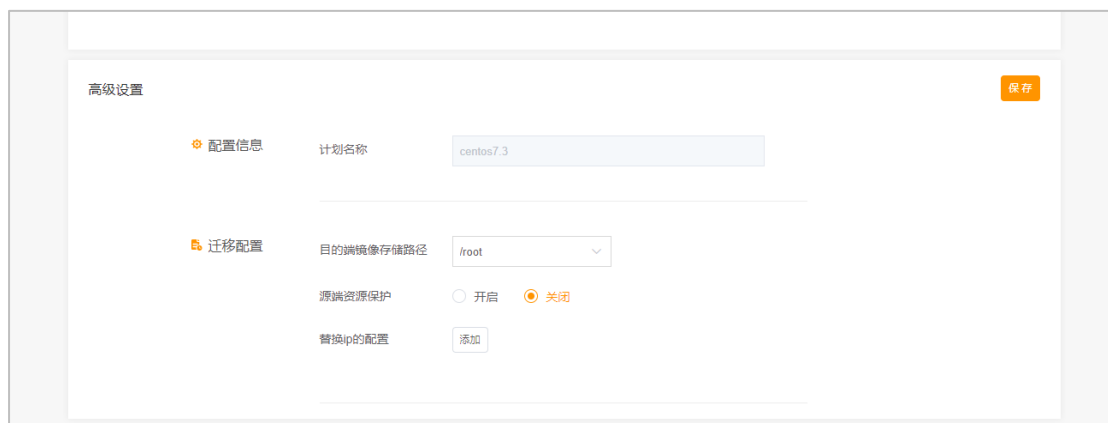 高级设置
保存
配置信息
计划名称
centos7.3
迁移配置
目的端镜像存储路径
/root
源端资源保护
开启
关闭
替换ip的配置
添加